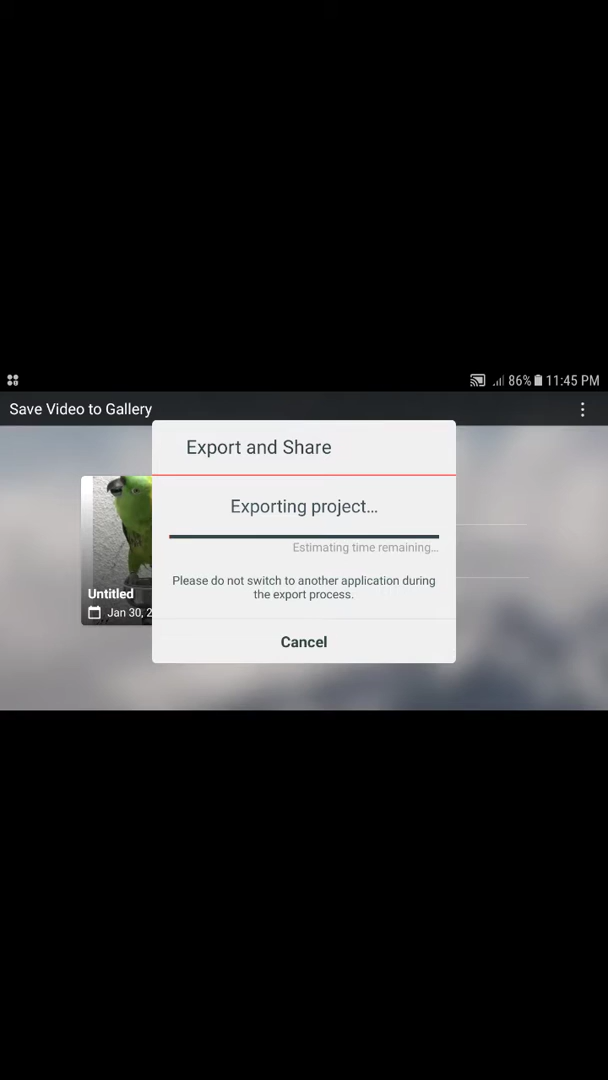 86% 11:45 PM
Save Video to Gallery
Export and Share
Exporting project...
Estimating time remaining...
Please do not switch to another application during
the export process.
Untitled
Jan 30, 2
Cancel